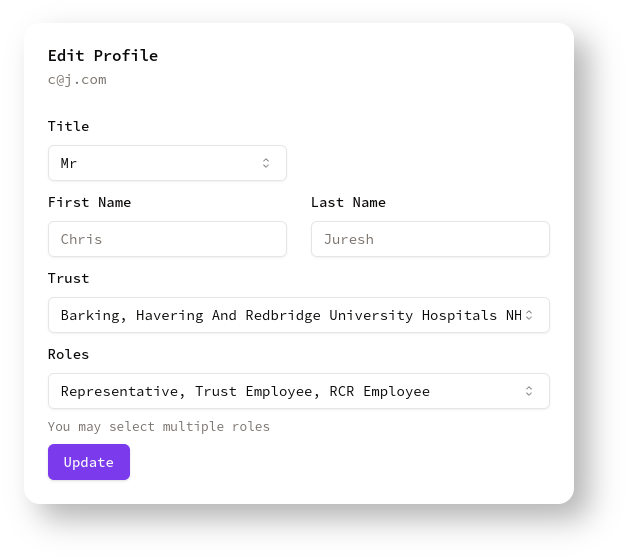 Edit Profile
c@j.com
Title
Mr
First Name
Last Name
Chris
Juresh
Trust
Barking, Havering And Redbridge University Hospitals NH
Roles
Representative, Trust Employee, RCR Employee
You may select multiple roles
Update